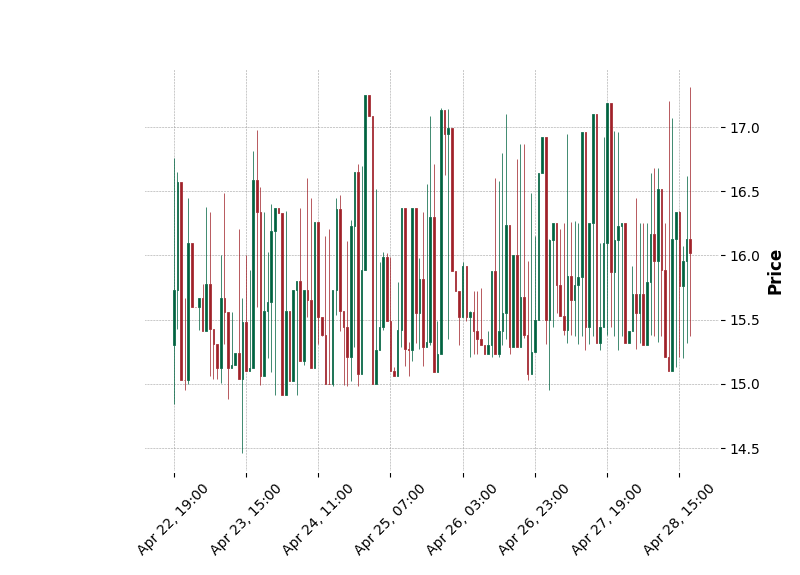 17.0
16.5
16.0
15.5
15.0
14.5
Price
Apr 22, 19:00
Apr 23, 15:00
Apr 24, 11:00
Apr 25, 07:00
Apr 26, 03:00
Apr 26, 23:00
Apr 27, 19:00
Apr 28, 15:00